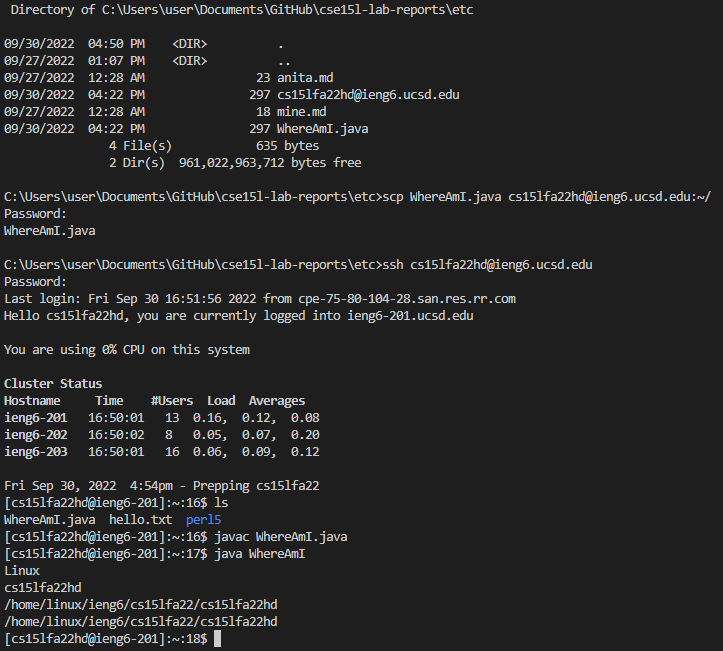 Directory of C:\Users\user\Documents\GitHub\cse15l-lab-reports\etc
09/30/2022  04:50 PM    <DIR>          .
09/27/2022  01:07 PM    <DIR>          ..
09/27/2022  12:28 AM                23 anita.md
09/30/2022  04:22 PM               297 cs15lfa22hd@ieng6.ucsd.edu
09/27/2022  12:28 AM                18 mine.md
09/30/2022  04:22 PM               297 WhereAmI.java
4 File(s)            635 bytes
2 Dir(s)  961,022,963,712 bytes free
C:\Users\user\Documents\GitHub\cse15l-lab-reports\etc>scp WhereAmI.java cs15lfa22hd@ieng6.ucsd.edu:~/
Password:
WhereAmI.java
C:\Users\user\Documents\GitHub\cse15l-lab-reports\etc>ssh cs15lfa22hd@ieng6.ucsd.edu
Password:
Last login: Fri Sep 30 16:51:56 2022 from cpe-75-80-104-28.san.res.rr.com
Hello cs15lfa22hd, you are currently logged into ieng6-201.ucsd.edu
You are using 0% CPU on this system
Cluster Status
Hostname     Time    #Users  Load  Averages
ieng6-201   16:50:01   13  0.16,  0.12,  0.08
ieng6-202   16:50:02   8   0.05,  0.07,  0.20
ieng6-203   16:50:01   16  0.06,  0.09,  0.12
Fri Sep 30, 2022  4:54pm - Prepping cs15lfa22
[cs15lfa22hd@ieng6-201]:~:16$ ls
WhereAmI.java  hello.txt  perl5
[cs15lfa22hd@ieng6-201]:~:16$ javac WhereAmI.java
[cs15lfa22hd@ieng6-201]:~:17$ java WhereAmI
Linux
cs15lfa22hd
/home/linux/ieng6/cs15lfa22/cs15lfa22hd
/home/linux/ieng6/cs15lfa22/cs15lfa22hd
[cs15lfa22hd@ieng6-201]:~:18$